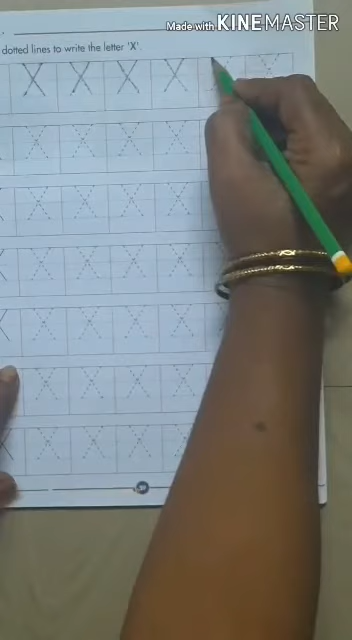 Made with KINEMASTER
dotted lines to write the letter 'X'
X X X X